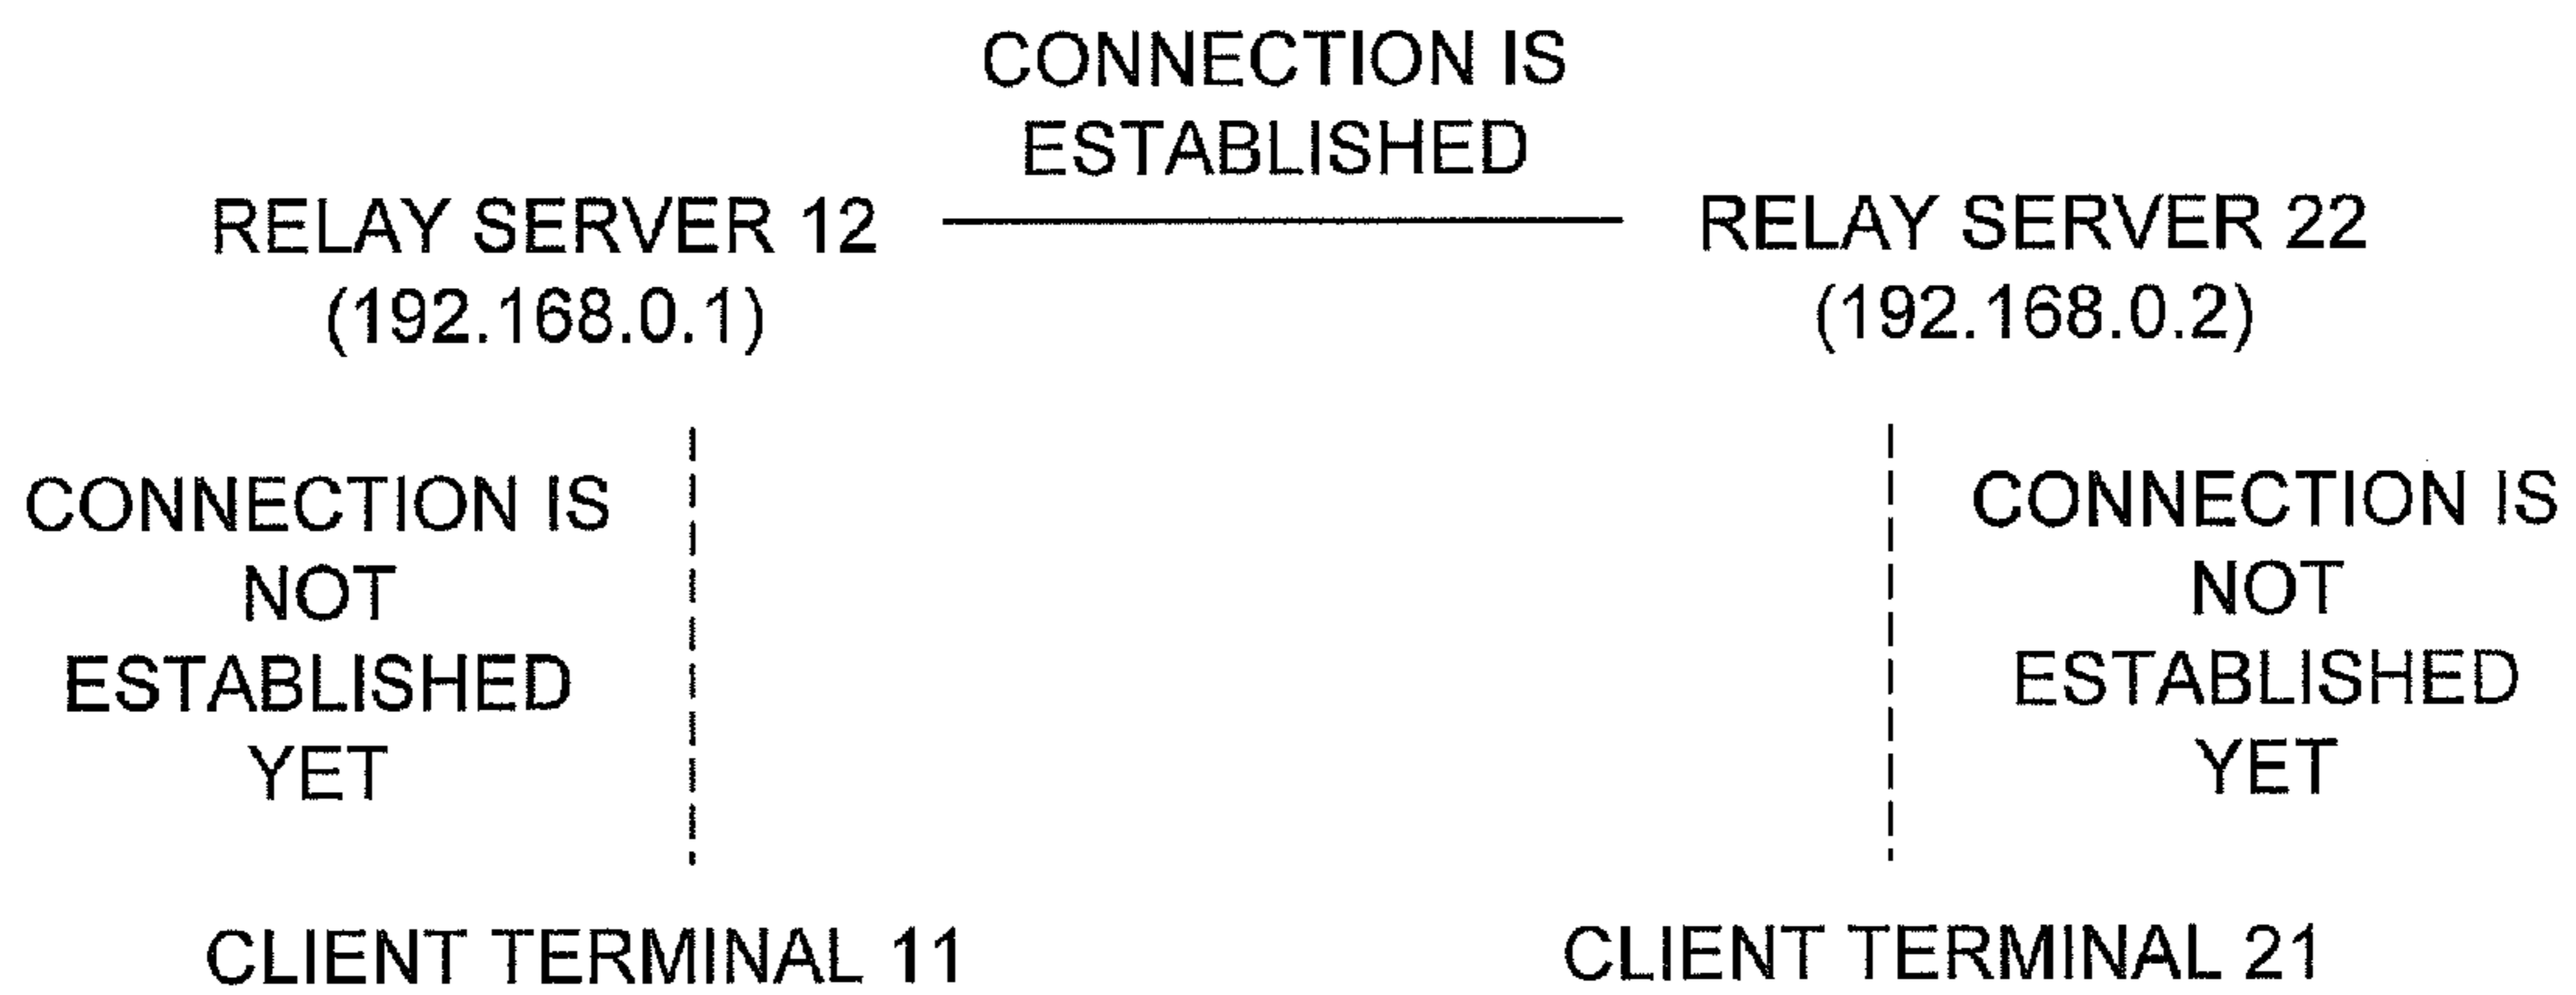 CONNECTION IS
ESTABLISHED
RELAY SERVER 12
(192.168.0.1)
RELAY SERVER 22
(192.168.0.2)
CONNECTION IS
NOT
ESTABLISHED
YET
CONNECTION IS
NOT
ESTABLISHED
YET
CLIENT TERMINAL 11
CLIENT TERMINAL 21